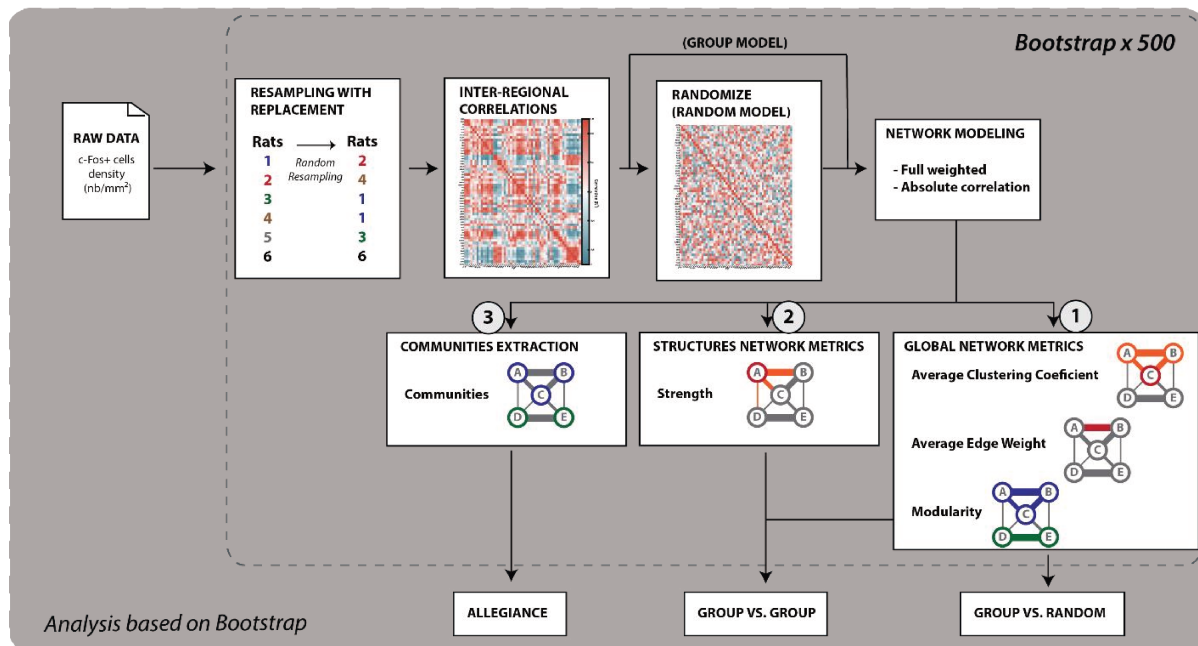 Bootstrap x 500
(GROUP MODEL)
RAW DATA
c-Fos+ cells
density
(nb/mm²)
RESAMPLING WITH
REPLACEMENT
Rats Rats
1 2
Random
Resampling
2 4
3 1
4 1
5 3
6 6
INTER-REGIONAL
CORRELATIONS
RANDOMIZE
(RANDOM MODEL)
NETWORK MODELING
- Full weighted
- Absolute correlation
3
COMMUNITIES EXTRACTION
Communities
A B
C
D E
2
STRUCTURES NETWORK METRICS
Strength
A B
C
D E
1
GLOBAL NETWORK METRICS
Average Clustering Coeficient
A B
C
D E
Average Edge Weight
A B
C
D E
Modularity
A B
C
D E
ALLEGIANCE
GROUP VS. GROUP
GROUP VS. RANDOM
Analysis based on Bootstrap